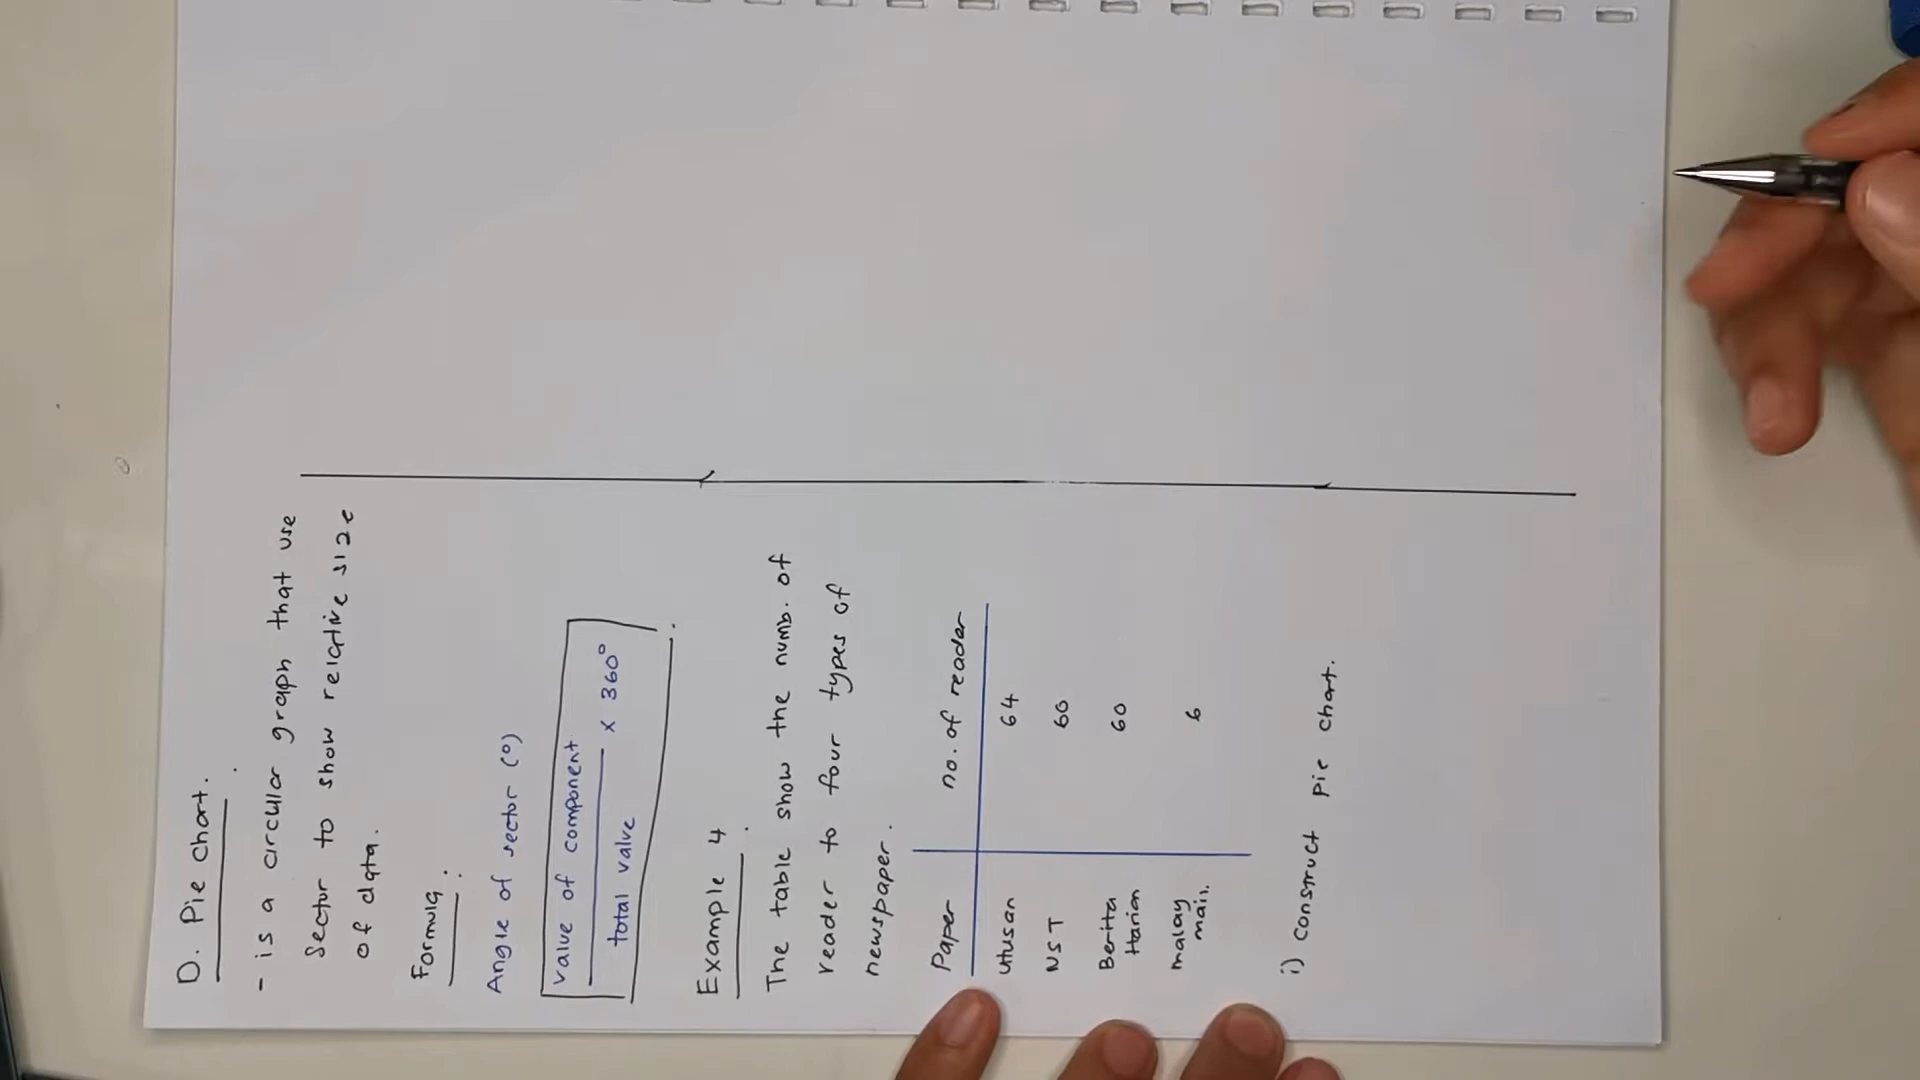 D. Pie chart.
- is a circular graph that use
sector to show relative size
of data.
Formula:
Angle of sector (°)
value of component
total value
x 360°
Example 4.
The table show the numb. of
reader to four types of
newspaper.
Paper no. of reader
Utusan 64
NST 60
Berita
Harian 60
malay
mail. 6
i) construct pie chart.